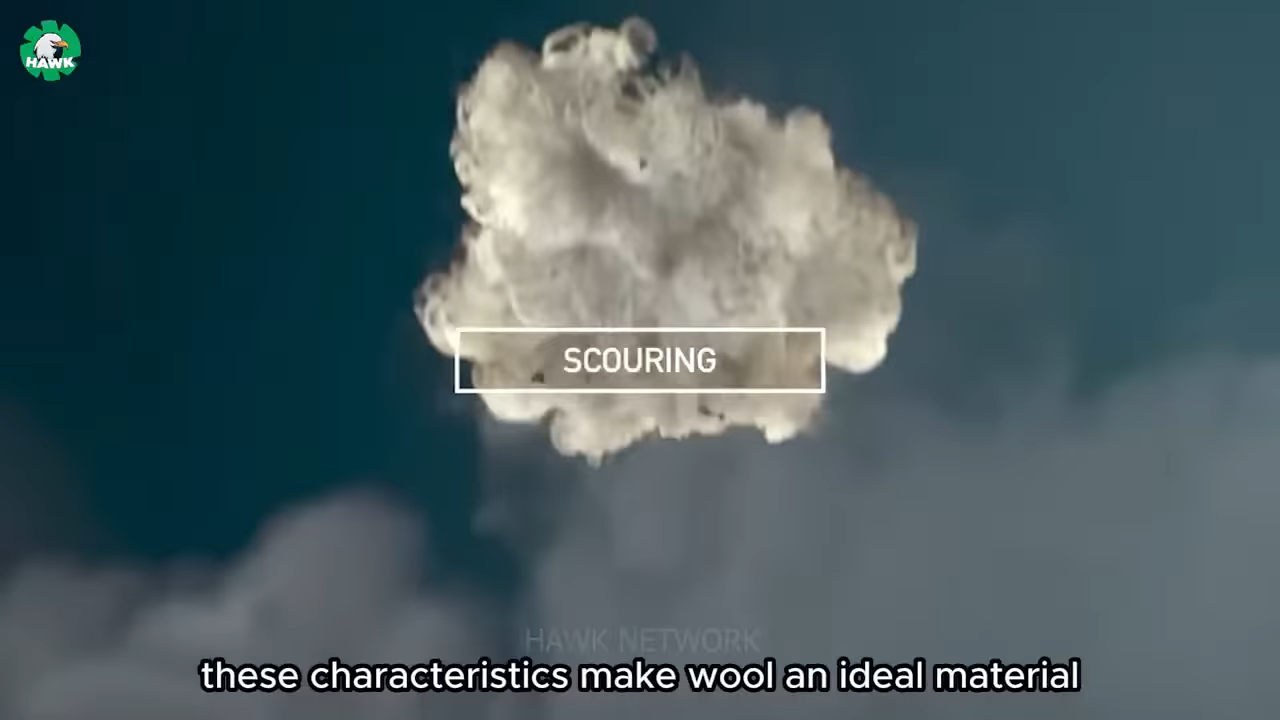 HAWK
SCOURING
HAWK NETWORK
these characteristics make wool an ideal material